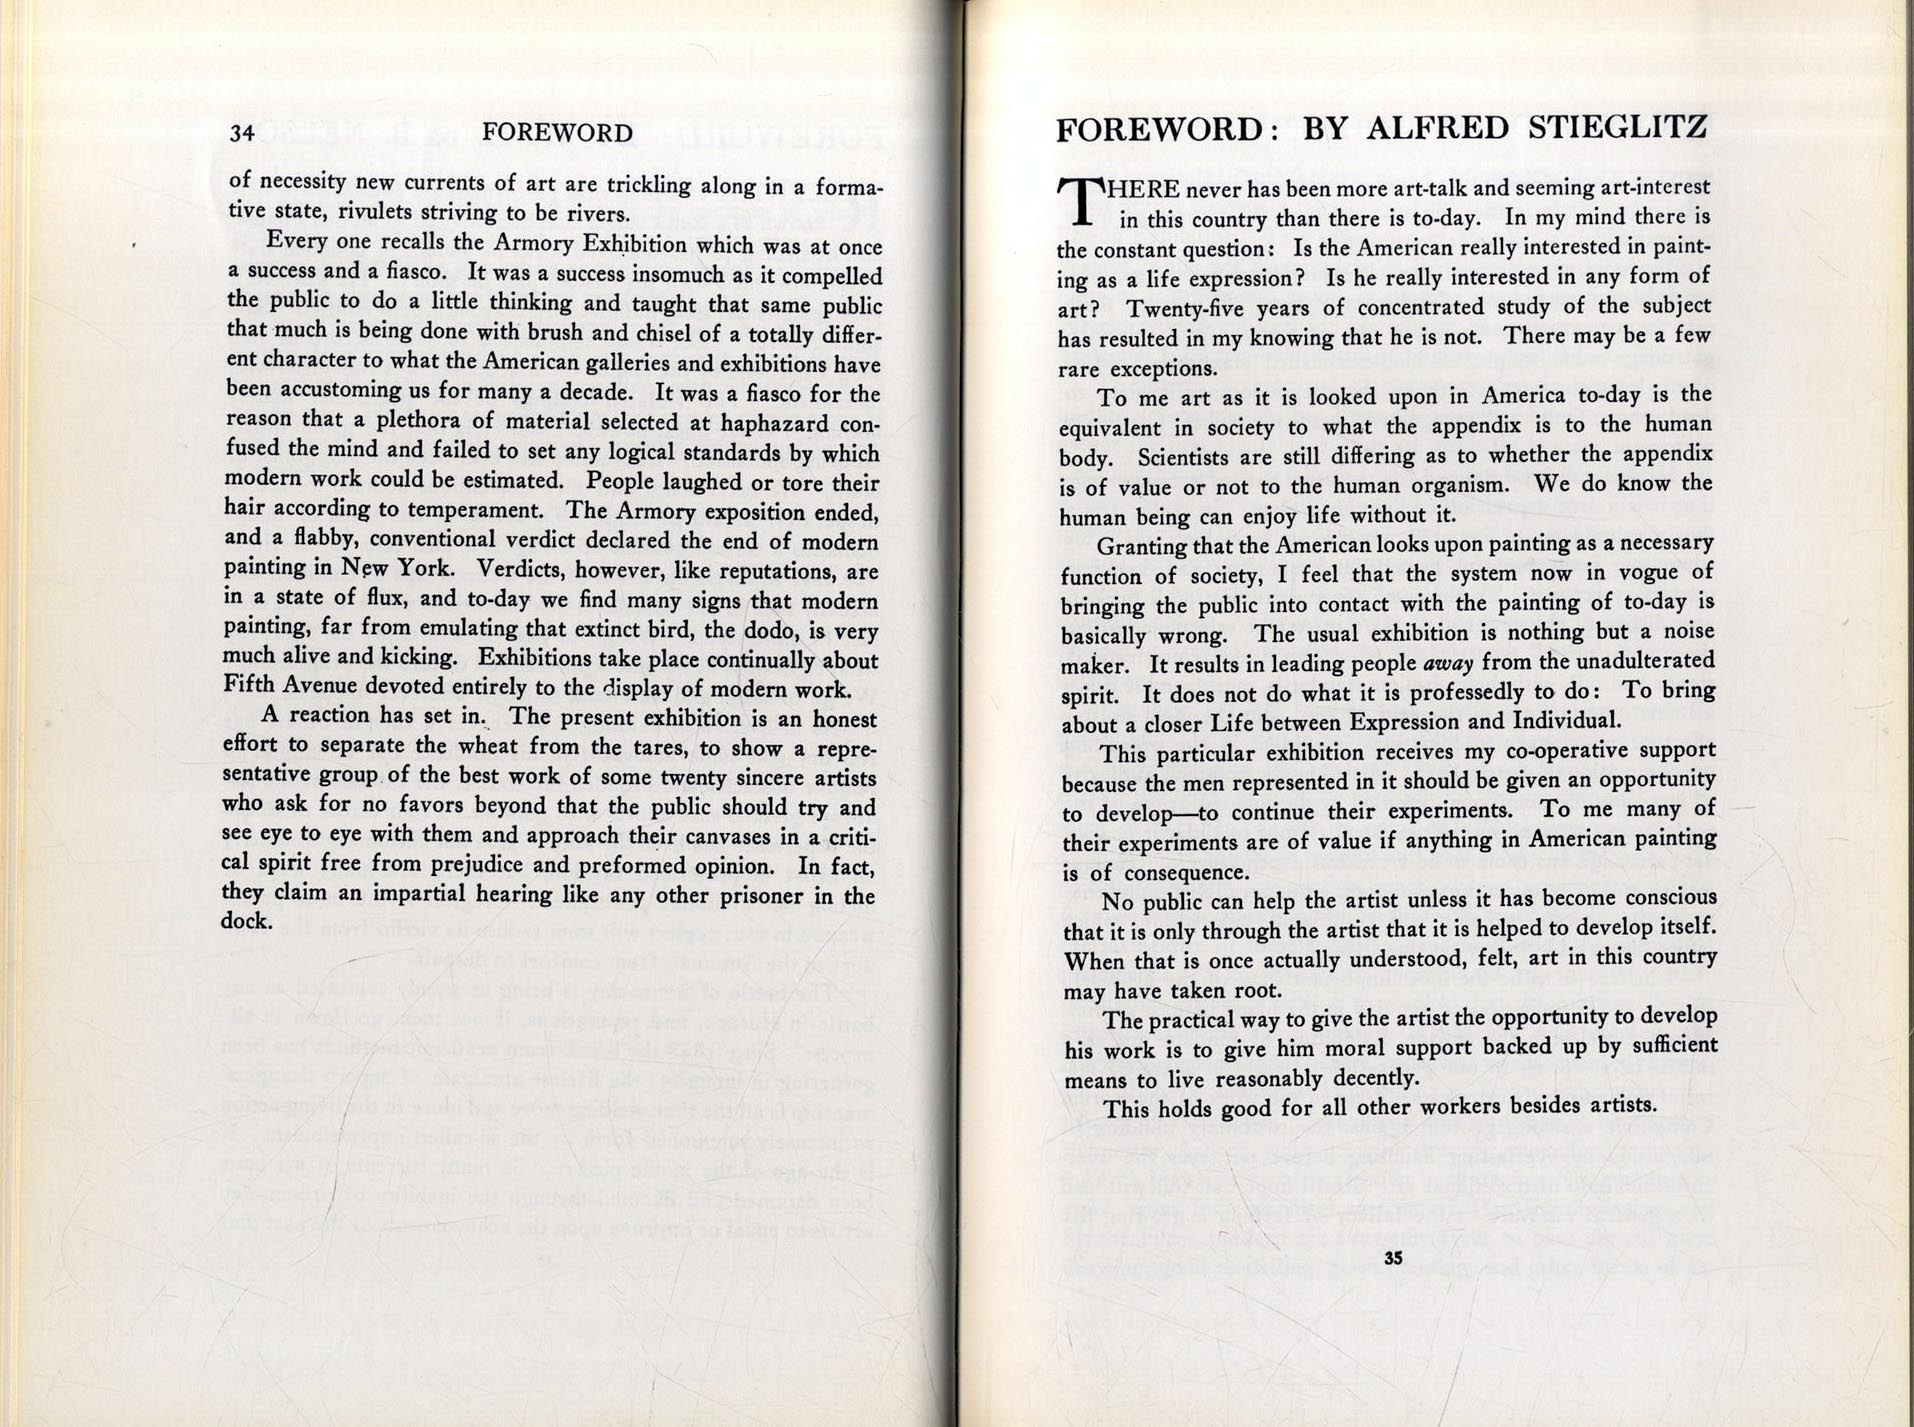 34 FOREWORD
of necessity new currents of art are trickling along in a forma-
tive state, rivulets striving to be rivers.
Every one recalls the Armory Exhibition which was at once
a success and a fiasco. It was a success insomuch as it compelled
the public to do a little thinking and taught that same public
that much is being done with brush and chisel of a totally differ-
ent character to what the American galleries and exhibitions have
been accustoming us for many a decade. It was a fiasco for the
reason that a plethora of material selected at haphazard con-
fused the mind and failed to set any logical standards by which
modern work could be estimated. People laughed or tore their
hair according to temperament. The Armory exposition ended,
and a flabby, conventional verdict declared the end of modern
painting in New York. Verdicts, however, like reputations, are
in a state of flux, and to-day we find many signs that modern
painting, far from emulating that extinct bird, the dodo, is very
much alive and kicking. Exhibitions take place continually about
Fifth Avenue devoted entirely to the display of modern work.
A reaction has set in. The present exhibition is an honest
effort to separate the wheat from the tares, to show a repre-
sentative group of the best work of some twenty sincere artists
who ask for no favors beyond that the public should try and
see eye to eye with them and approach their canvases in a criti-
cal spirit free from prejudice and preformed opinion. In fact,
they claim an impartial hearing like any other prisoner in the
dock.
FOREWORD: BY ALFRED STIEGLITZ
THERE never has been more art-talk and seeming art-interest
in this country than there is to-day. In my mind there is
the constant question: Is the American really interested in paint-
ing as a life expression? Is he really interested in any form of
art? Twenty-five years of concentrated study of the subject
has resulted in my knowing that he is not. There may be a few
rare exceptions.
To me art as it is looked upon in America to-day is the
equivalent in society to what the appendix is to the human
body. Scientists are still differing as to whether the appendix
is of value or not to the human organism. We do know the
human being can enjoy life without it.
Granting that the American looks upon painting as a necessary
function of society, I feel that the system now in vogue of
bringing the public into contact with the painting of to-day is
basically wrong. The usual exhibition is nothing but a noise
maker. It results in leading people away from the unadulterated
spirit. It does not do what it is professedly to do: To bring
about a closer Life between Expression and Individual.
This particular exhibition receives my co-operative support
because the men represented in it should be given an opportunity
to develop—to continue their experiments. To me many of
their experiments are of value if anything in American painting
is of consequence.
No public can help the artist unless it has become conscious
that it is only through the artist that it is helped to develop itself.
When that is once actually understood, felt, art in this country
may have taken root.
The practical way to give the artist the opportunity to develop
his work is to give him moral support backed up by sufficient
means to live reasonably decently.
This holds good for all other workers besides artists.
35